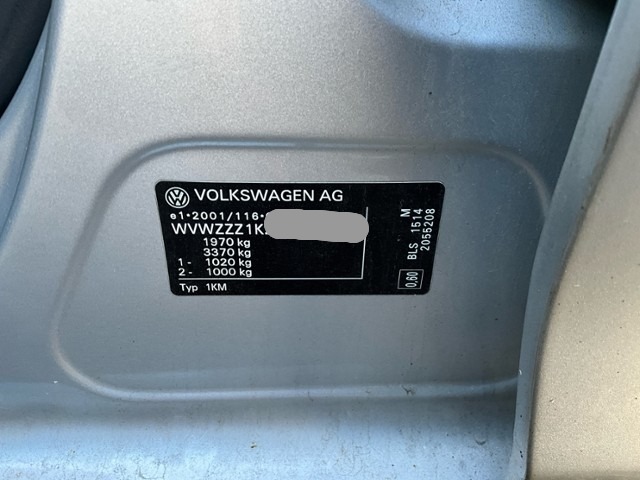 VOLKSWAGEN AG
e1*2001/116*
WVWZZZ1K
1970 kg
3370 kg
1 - 1020 kg
2 - 1000 kg
Typ 1KM
0,60
BLS 1514
M
2055208